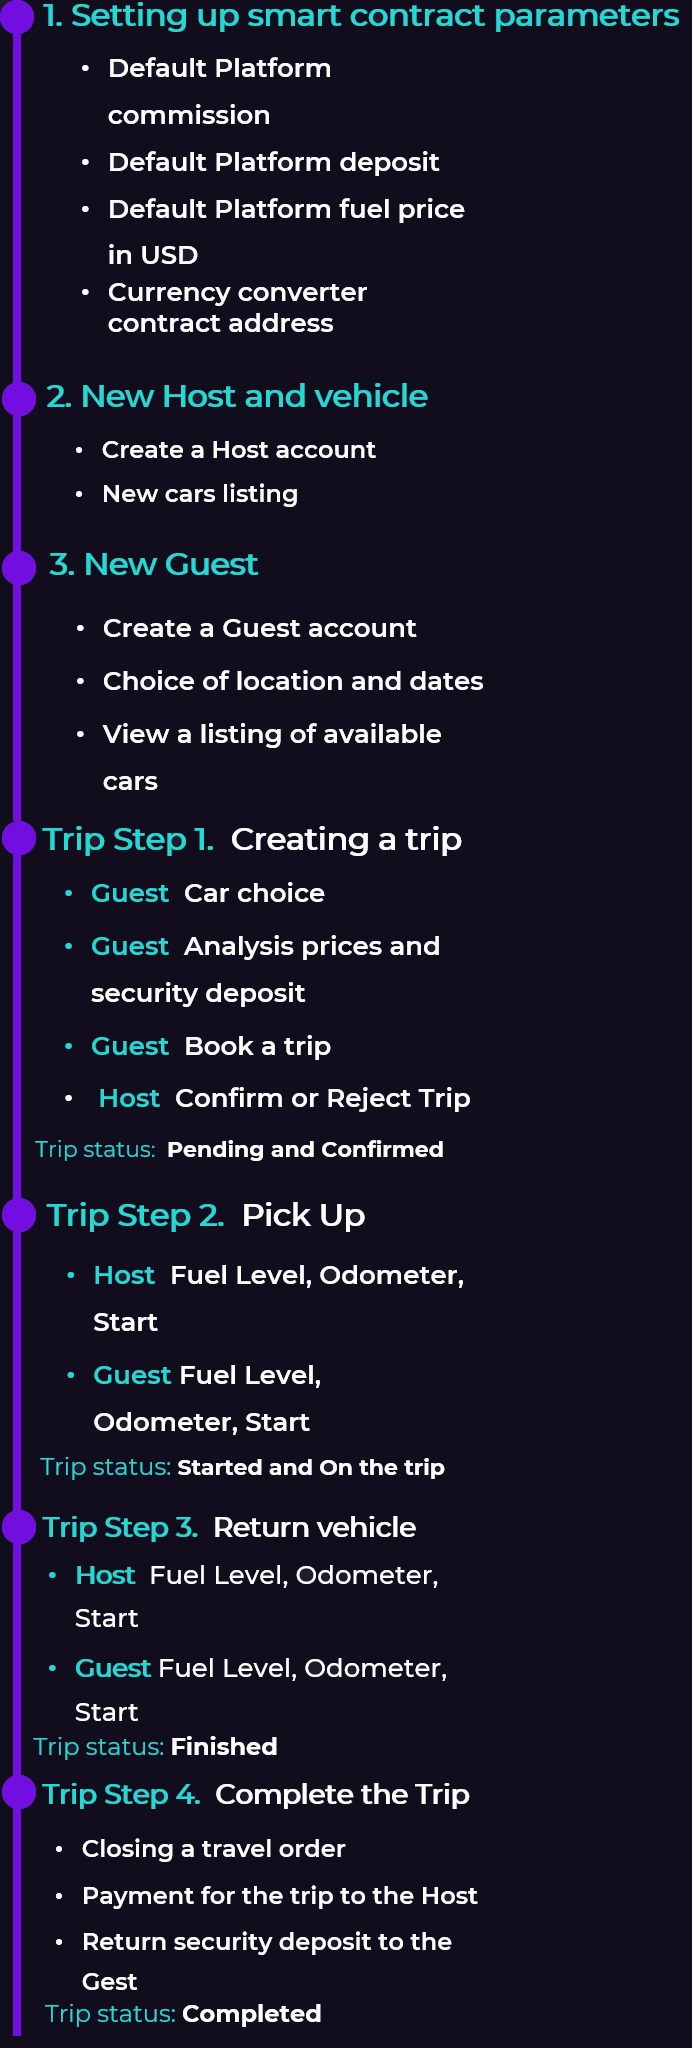 1. Setting up smart contract parameters
• Default Platform
commission
• Default Platform deposit
• Default Platform fuel price
in USD
• Currency converter
contract address
2. New Host and vehicle
• Create a Host account
• New cars listing
3. New Guest
• Create a Guest account
• Choice of location and dates
• View a listing of available
cars
Trip Step 1. Creating a trip
• Guest Car choice
• Guest Analysis prices and
security deposit
• Guest Book a trip
• Host Confirm or Reject Trip
Trip status: Pending and Confirmed
Trip Step 2. Pick Up
• Host Fuel Level, Odometer,
Start
• Guest Fuel Level,
Odometer, Start
Trip status: Started and On the trip
Trip Step 3. Return vehicle
• Host Fuel Level, Odometer,
Start
• Guest Fuel Level, Odometer,
Start
Trip status: Finished
Trip Step 4. Complete the Trip
• Closing a travel order
• Payment for the trip to the Host
• Return security deposit to the
Gest
Trip status: Completed